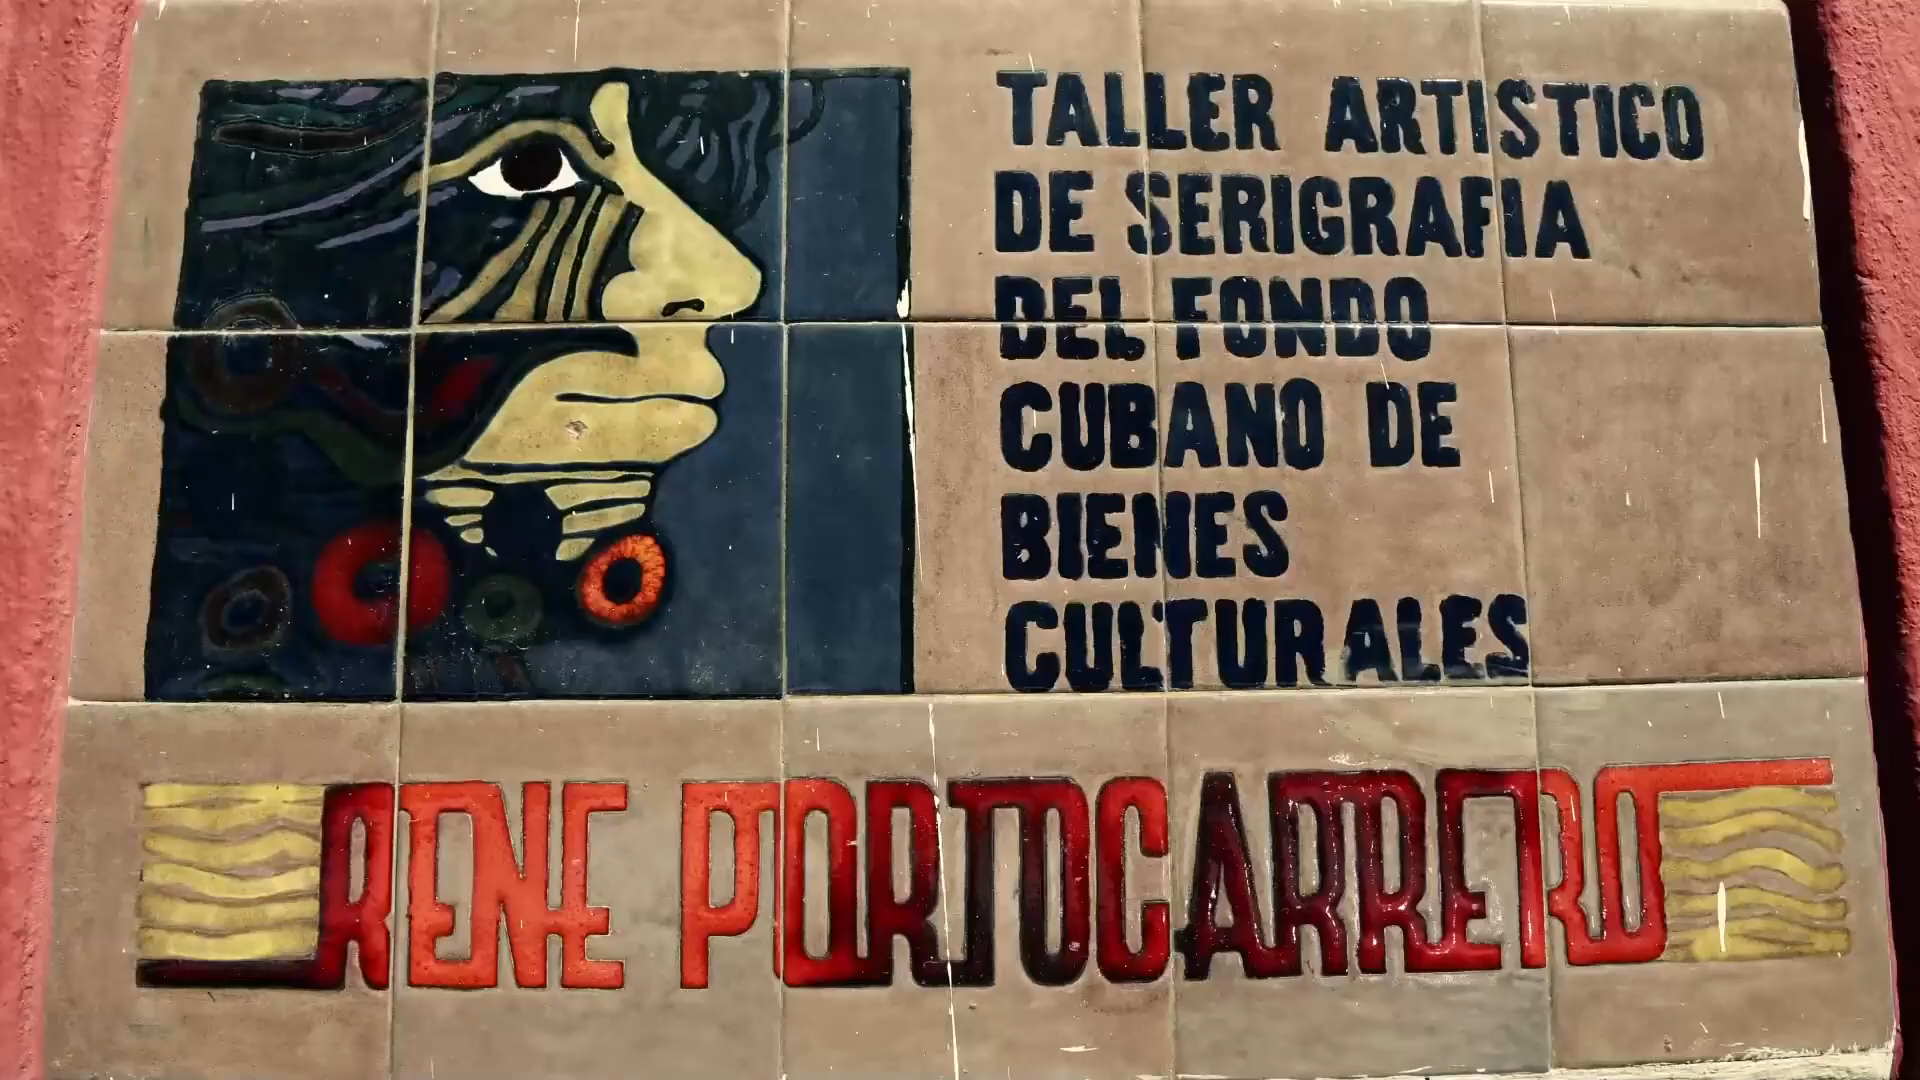 TALLER ARTISTICO
DE SERIGRAFIA
DEL FONDO
CUBANO DE
BIENES
CULTURALES
RENE PORTOCARRERO